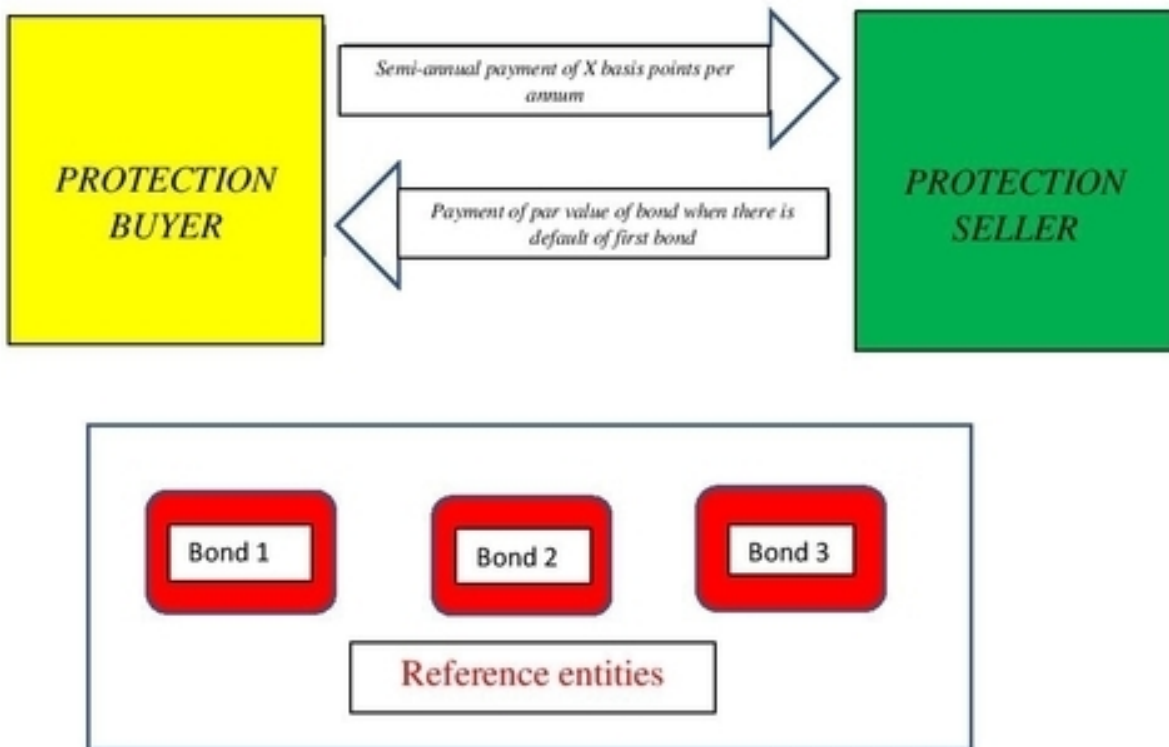 PROTECTION
BUYER
Semi-annual payment of X basis points per
annum
Payment of par value of bond when there is
default of first bond
PROTECTION
SELLER
Bond 1
Bond 2
Bond 3
Reference entities